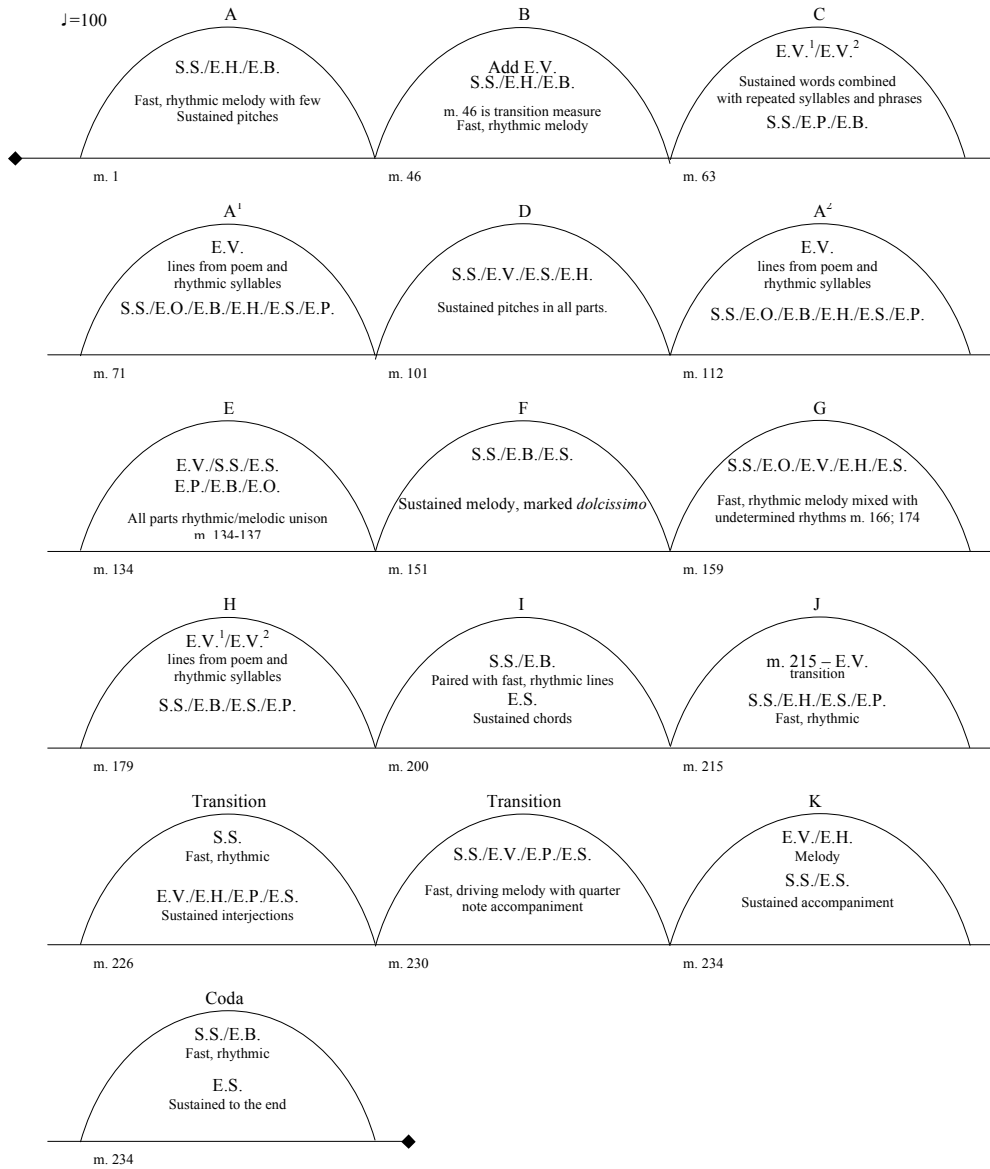 ♩=100
A
S.S./E.H./E.B.
Fast, rhythmic melody with few
Sustained pitches
m. 1
B
Add E.V.
S.S./E.H./E.B.
m. 46 is transition measure
Fast, rhythmic melody
m. 46
C
E.V.¹/E.V.²
Sustained words combined
with repeated syllables and phrases
S.S./E.P./E.B.
m. 63
A¹
E.V.
lines from poem and
rhythmic syllables
S.S./E.O./E.B./E.H./E.S./E.P.
m. 71
D
S.S./E.V./E.S./E.H.
Sustained pitches in all parts.
m. 101
A²
E.V.
lines from poem and
rhythmic syllables
S.S./E.O./E.B./E.H./E.S./E.P.
m. 112
E
E.V./S.S./E.S.
E.P./E.B./E.O.
All parts rhythmic/melodic unison
m. 134-137
m. 134
F
S.S./E.B./E.S.
Sustained melody, marked dolcissimo
m. 151
G
S.S./E.O./E.V./E.H./E.S.
Fast, rhythmic melody mixed with
undetermined rhythms m. 166; 174
m. 159
H
E.V.¹/E.V.²
lines from poem and
rhythmic syllables
S.S./E.B./E.S./E.P.
m. 179
I
S.S./E.B.
Paired with fast, rhythmic lines
E.S.
Sustained chords
m. 200
J
m. 215 – E.V.
transition
S.S./E.H./E.S./E.P.
Fast, rhythmic
m. 215
Transition
S.S.
Fast, rhythmic
E.V./E.H./E.P./E.S.
Sustained interjections
m. 226
Transition
S.S./E.V./E.P./E.S.
Fast, driving melody with quarter
note accompaniment
m. 230
K
E.V./E.H.
Melody
S.S./E.S.
Sustained accompaniment
m. 234
Coda
S.S./E.B.
Fast, rhythmic
E.S.
Sustained to the end
m. 234